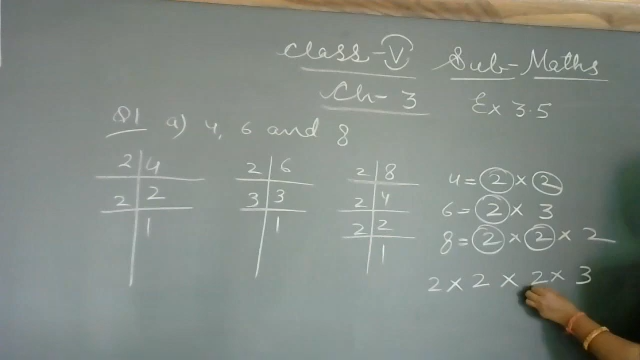 Class-V Sub-Maths
Ch-3 Ex 3.5
Q1 a) 4, 6 and 8
2 | 4
2 | 2
1
2 | 6
3 | 3
1
2 | 8
2 | 4
2 | 2
1
4 = 2 × 2
6 = 2 × 3
8 = 2 × 2 × 2
2 × 2 × 2 × 3